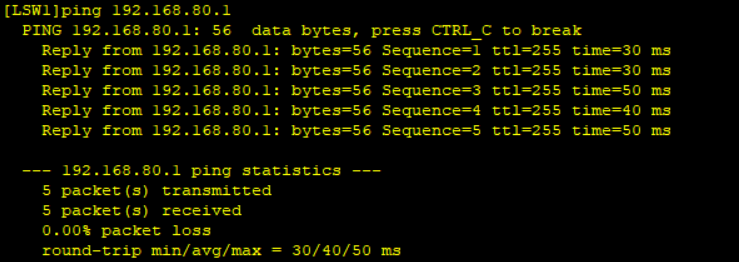 [LSW1]ping 192.168.80.1
PING 192.168.80.1: 56  data bytes, press CTRL_C to break
Reply from 192.168.80.1: bytes=56 Sequence=1 ttl=255 time=30 ms
Reply from 192.168.80.1: bytes=56 Sequence=2 ttl=255 time=30 ms
Reply from 192.168.80.1: bytes=56 Sequence=3 ttl=255 time=50 ms
Reply from 192.168.80.1: bytes=56 Sequence=4 ttl=255 time=40 ms
Reply from 192.168.80.1: bytes=56 Sequence=5 ttl=255 time=50 ms
--- 192.168.80.1 ping statistics ---
5 packet(s) transmitted
5 packet(s) received
0.00% packet loss
round-trip min/avg/max = 30/40/50 ms